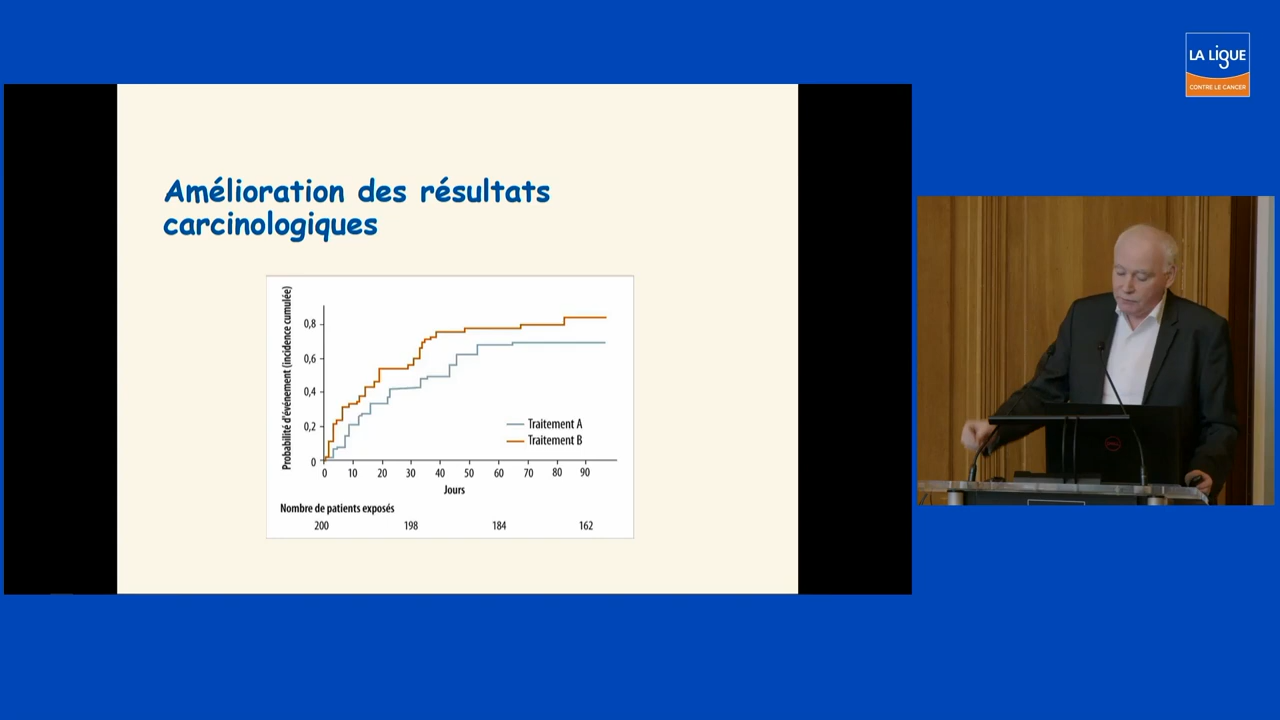 LA LIGUE
CONTRE LE CANCER
Amélioration des résultats
carcinologiques
Probabilité d'événement (incidence cumulée)
0,8
0,6
0,4
0,2
0
0 10 20 30 40 50 60 70 80 90
Jours
Traitement A
Traitement B
Nombre de patients exposés
200 198 184 162
DELL